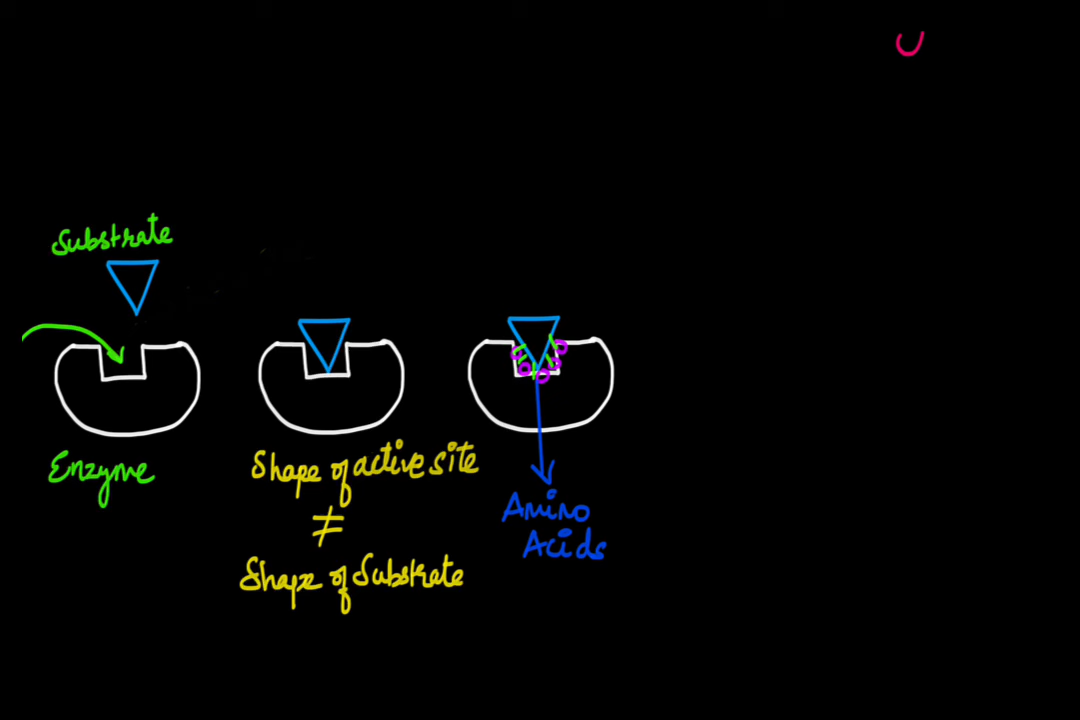 Substrate
Enzyme
Shape of active site
≠
Shape of Substrate
Amino
Acids